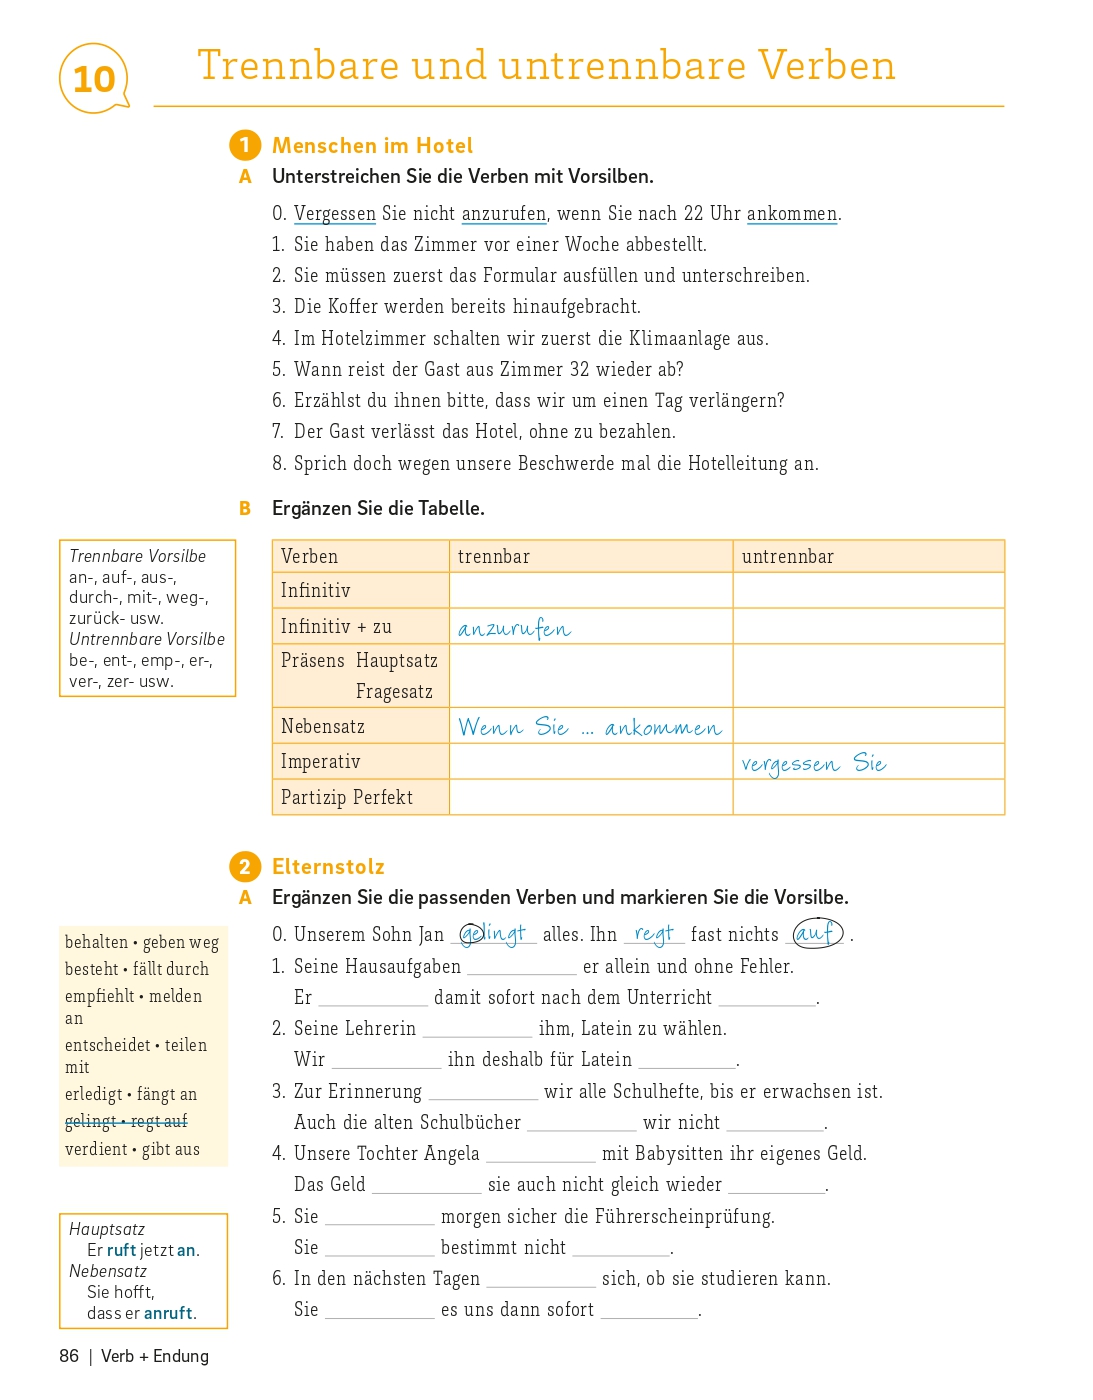 10
Trennbare und untrennbare Verben
1 Menschen im Hotel
A Unterstreichen Sie die Verben mit Vorsilben.
0. Vergessen Sie nicht anzurufen, wenn Sie nach 22 Uhr ankommen.
1. Sie haben das Zimmer vor einer Woche abbestellt.
2. Sie müssen zuerst das Formular ausfüllen und unterschreiben.
3. Die Koffer werden bereits hinaufgebracht.
4. Im Hotelzimmer schalten wir zuerst die Klimaanlage aus.
5. Wann reist der Gast aus Zimmer 32 wieder ab?
6. Erzählst du ihnen bitte, dass wir um einen Tag verlängern?
7. Der Gast verlässt das Hotel, ohne zu bezahlen.
8. Sprich doch wegen unsere Beschwerde mal die Hotelleitung an.
B Ergänzen Sie die Tabelle.
Trennbare Vorsilbe
an-, auf-, aus-,
durch-, mit-, weg-,
zurück- usw.
Untrennbare Vorsilbe
be-, ent-, emp-, er-,
ver-, zer- usw.
Verben trennbar untrennbar
Infinitiv
Infinitiv + zu anzurufen
Präsens Hauptsatz
Fragesatz
Nebensatz Wenn Sie ... ankommen
Imperativ vergessen Sie
Partizip Perfekt
2 Elternstolz
A Ergänzen Sie die passenden Verben und markieren Sie die Vorsilbe.
behalten • geben weg
besteht • fällt durch
empfiehlt • melden
an
entscheidet • teilen
mit
erledigt • fängt an
gelingt • regt auf
verdient • gibt aus
0. Unserem Sohn Jan gelingt alles. Ihn regt fast nichts auf .
1. Seine Hausaufgaben ___________ er allein und ohne Fehler.
Er ___________ damit sofort nach dem Unterricht __________.
2. Seine Lehrerin ___________ ihm, Latein zu wählen.
Wir ___________ ihn deshalb für Latein __________.
3. Zur Erinnerung ___________ wir alle Schulhefte, bis er erwachsen ist.
Auch die alten Schulbücher ___________ wir nicht __________.
4. Unsere Tochter Angela ___________ mit Babysitten ihr eigenes Geld.
Das Geld ___________ sie auch nicht gleich wieder __________.
5. Sie ___________ morgen sicher die Führerscheinprüfung.
Sie ___________ bestimmt nicht __________.
6. In den nächsten Tagen ___________ sich, ob sie studieren kann.
Sie ___________ es uns dann sofort __________.
Hauptsatz
Er ruft jetzt an.
Nebensatz
Sie hofft,
dass er anruft.
86 | Verb + Endung